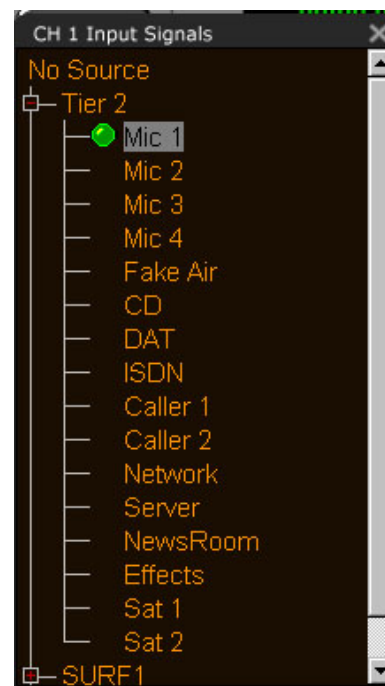 CH 1 Input Signals
No Source
Tier 2
Mic 1
Mic 2
Mic 3
Mic 4
Fake Air
CD
DAT
ISDN
Caller 1
Caller 2
Network
Server
NewsRoom
Effects
Sat 1
Sat 2
SURF1